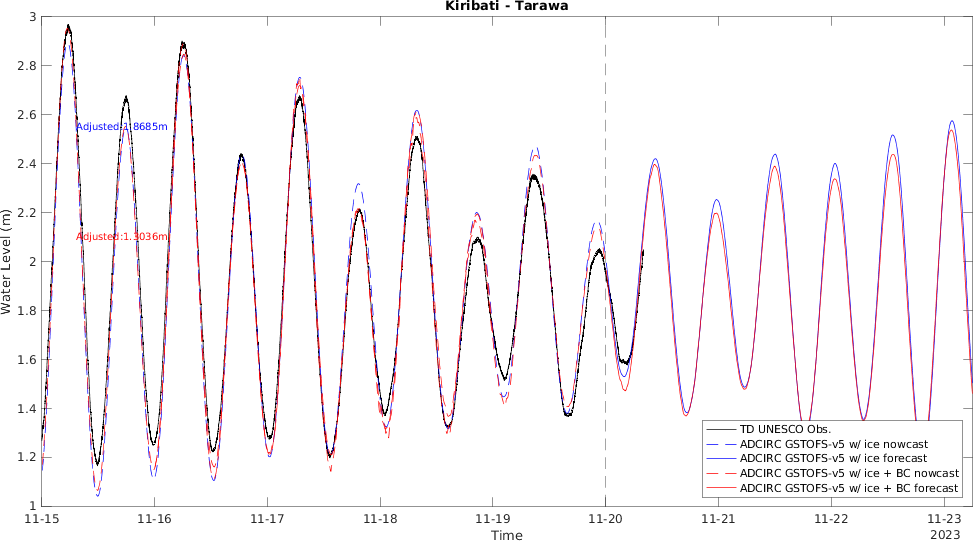 Kiribati - Tarawa
3
2.8
2.6
2.4
2.2
2
1.8
1.6
1.4
1.2
1
Water Level (m)
Adjusted:1.8685m
Adjusted:1.3036m
TD UNESCO Obs.
ADCIRC GSTOFS-v5 w/ ice nowcast
ADCIRC GSTOFS-v5 w/ ice forecast
ADCIRC GSTOFS-v5 w/ ice + BC nowcast
ADCIRC GSTOFS-v5 w/ ice + BC forecast
11-15 11-16 11-17 11-18 11-19 11-20 11-21 11-22 11-23
2023
Time